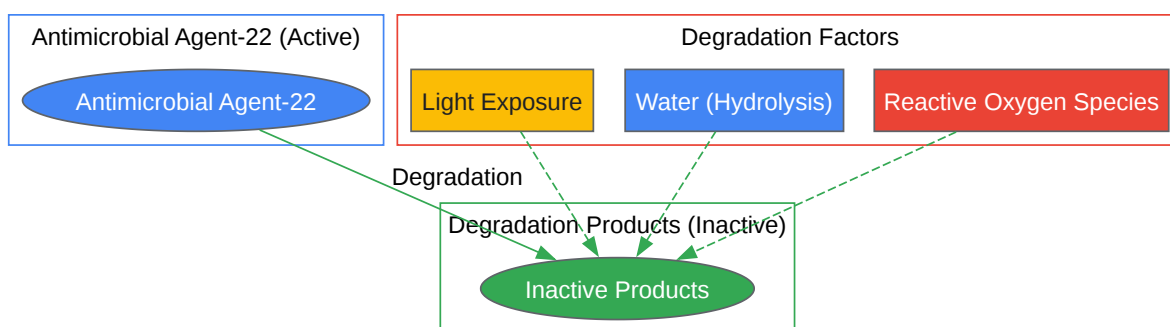 Antimicrobial Agent-22 (Active)
Degradation Factors
Antimicrobial Agent-22
Light Exposure
Water (Hydrolysis)
Reactive Oxygen Species
Degradation
Degradation Products (Inactive)
Inactive Products